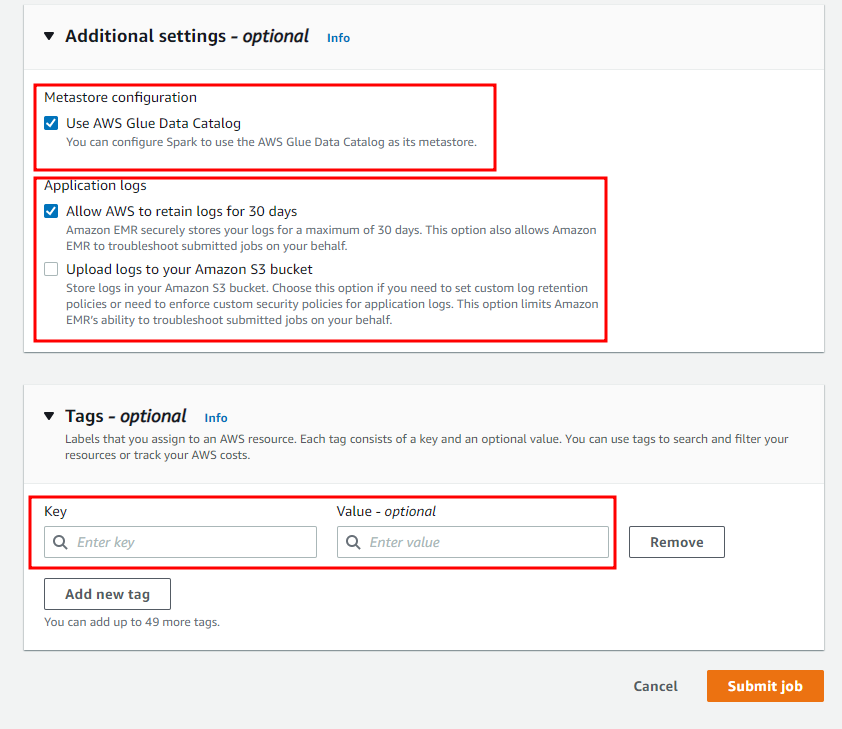 Additional settings - optional Info
Metastore configuration
Use AWS Glue Data Catalog
You can configure Spark to use the AWS Glue Data Catalog as its metastore.
Application logs
Allow AWS to retain logs for 30 days
Amazon EMR securely stores your logs for a maximum of 30 days. This option also allows Amazon
EMR to troubleshoot submitted jobs on your behalf.
Upload logs to your Amazon S3 bucket
Store logs in your Amazon S3 bucket. Choose this option if you need to set custom log retention
policies or need to enforce custom security policies for application logs. This option limits Amazon
EMR's ability to troubleshoot submitted jobs on your behalf.
Tags - optional Info
Labels that you assign to an AWS resource. Each tag consists of a key and an optional value. You can use tags to search and filter your
resources or track your AWS costs.
Key Value - optional
Enter key Enter value Remove
Add new tag
You can add up to 49 more tags.
Cancel Submit job